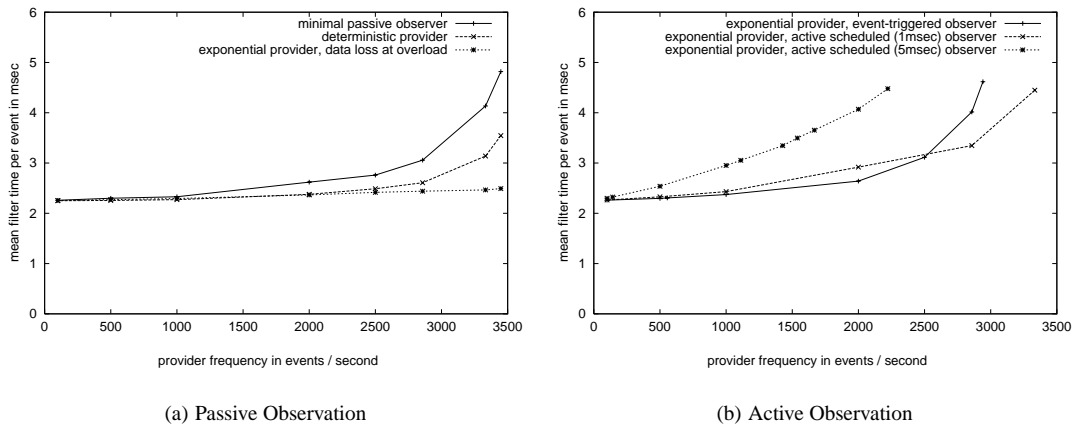 mean filter time per event in msec
6
5
4
3
2
1
0
minimal passive observer
deterministic provider
exponential provider, data loss at overload
0 500 1000 1500 2000 2500 3000 3500
provider frequency in events / second
(a) Passive Observation
mean filter time per event in msec
6
5
4
3
2
1
0
exponential provider, event-triggered observer
exponential provider, active scheduled (1msec) observer
exponential provider, active scheduled (5msec) observer
0 500 1000 1500 2000 2500 3000 3500
provider frequency in events / second
(b) Active Observation